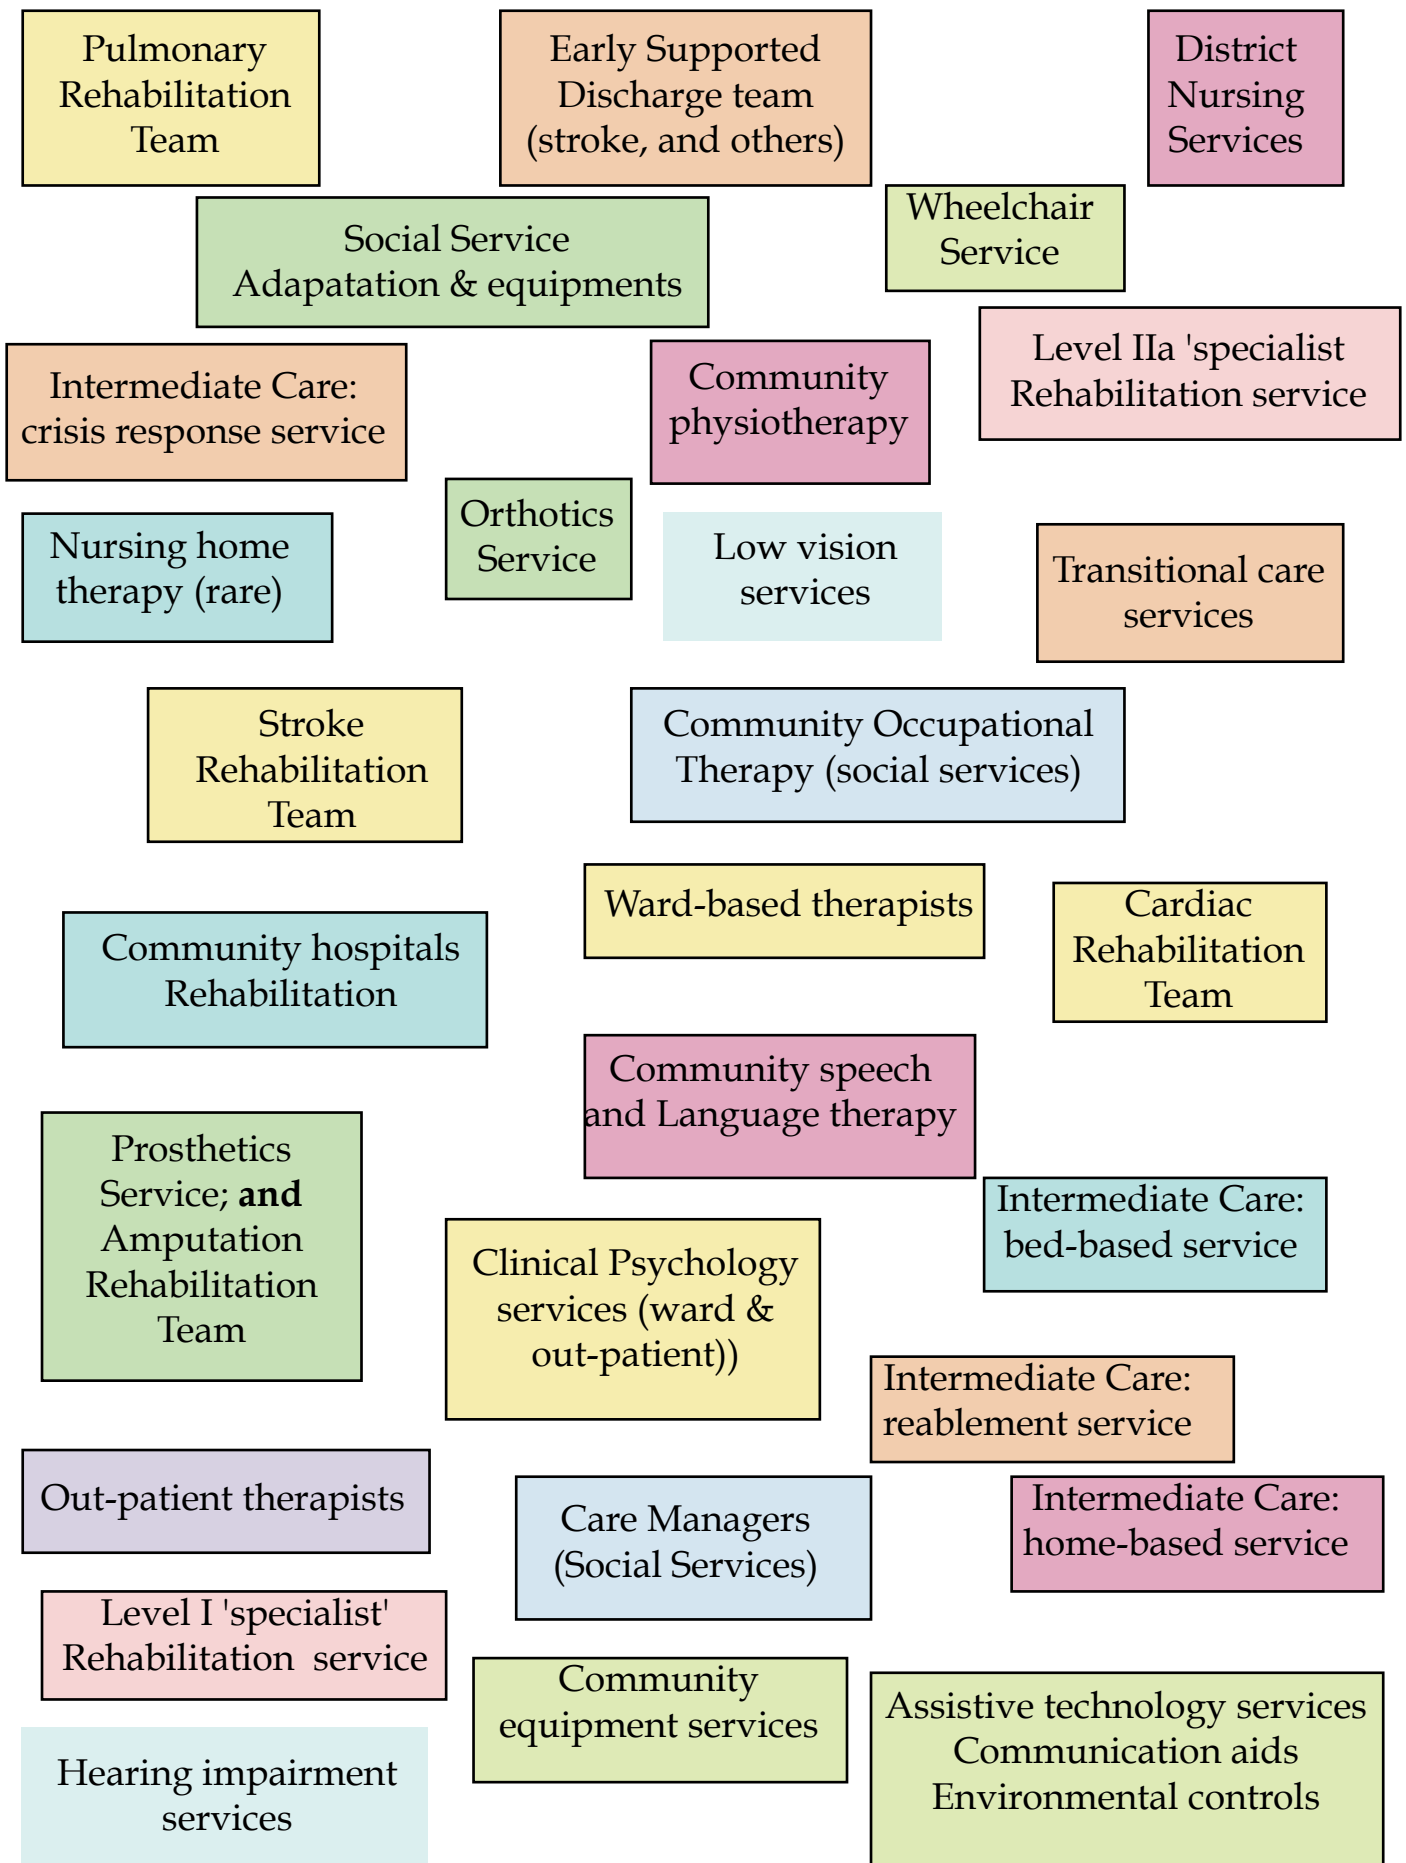 Pulmonary
Rehabilitation
Team
Early Supported
Discharge team
(stroke, and others)
District
Nursing
Services
Social Service
Adapatation & equipments
Wheelchair
Service
Level IIa 'specialist
Rehabilitation service
Intermediate Care:
crisis response service
Community
physiotherapy
Orthotics
Service
Nursing home
therapy (rare)
Low vision
services
Transitional care
services
Stroke
Rehabilitation
Team
Community Occupational
Therapy (social services)
Ward-based therapists
Cardiac
Rehabilitation
Team
Community hospitals
Rehabilitation
Community speech
and Language therapy
Prosthetics
Service; and
Amputation
Rehabilitation
Team
Intermediate Care:
bed-based service
Clinical Psychology
services (ward &
out-patient))
Intermediate Care:
reablement service
Out-patient therapists
Care Managers
(Social Services)
Intermediate Care:
home-based service
Level I 'specialist'
Rehabilitation  service
Community
equipment services
Assistive technology services
Communication aids
Environmental controls
Hearing impairment
services